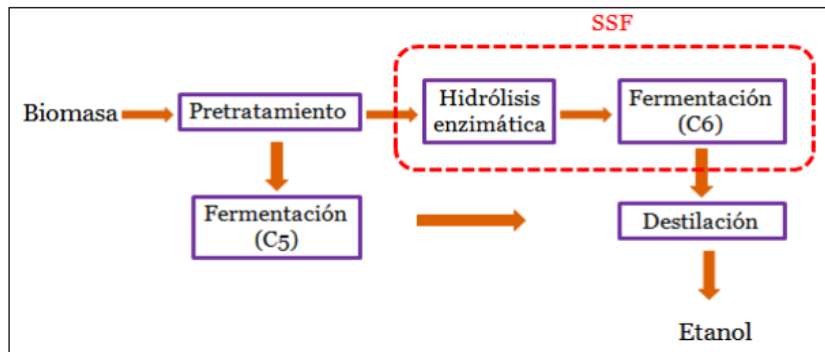 SSF
Biomasa
Pretratamiento
Hidrólisis
enzimática
Fermentación
(C6)
Fermentación
(C5)
Destilación
Etanol